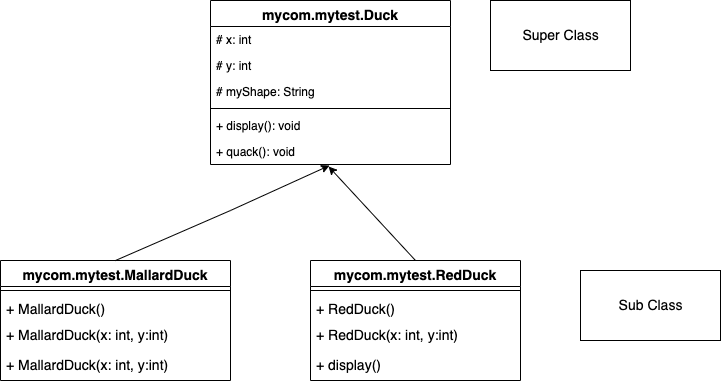 mycom.mytest.Duck
# x: int
# y: int
# myShape: String
+ display(): void
+ quack(): void
Super Class
mycom.mytest.MallardDuck
+ MallardDuck()
+ MallardDuck(x: int, y:int)
+ MallardDuck(x: int, y:int)
mycom.mytest.RedDuck
+ RedDuck()
+ RedDuck(x: int, y:int)
+ display()
Sub Class